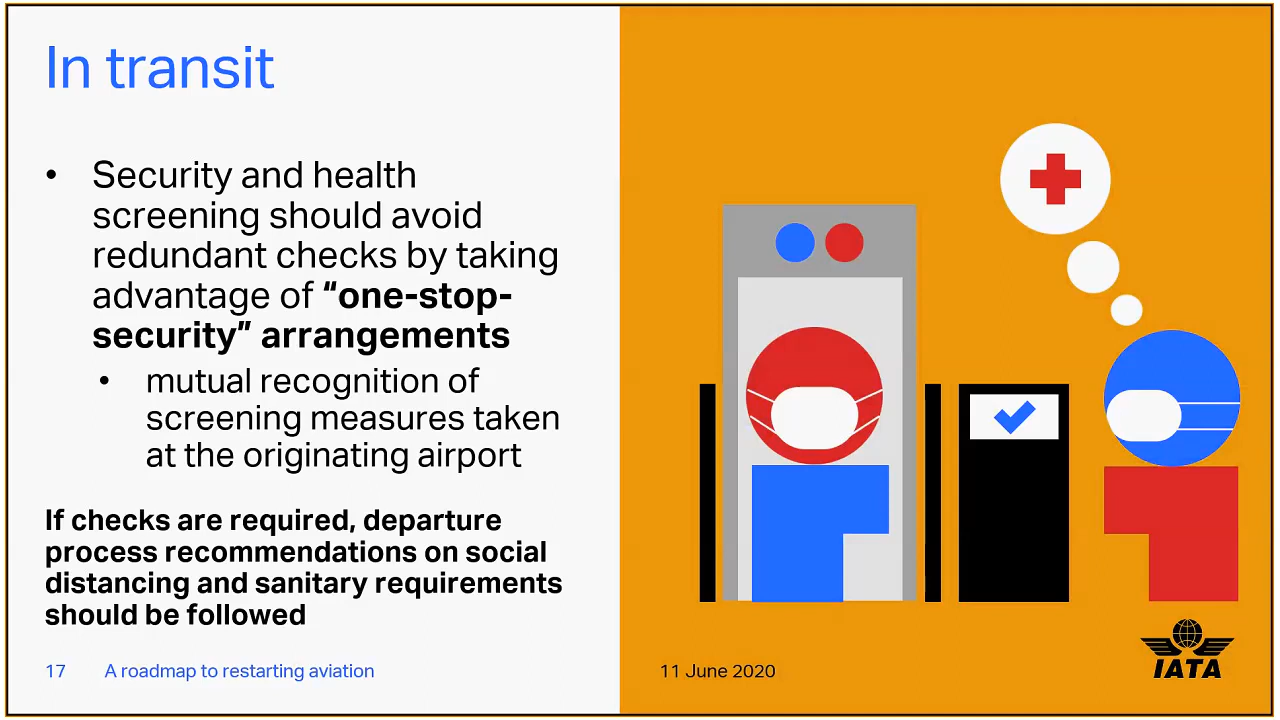 In transit
• Security and health
screening should avoid
redundant checks by taking
advantage of “one-stop-
security” arrangements
• mutual recognition of
screening measures taken
at the originating airport
If checks are required, departure
process recommendations on social
distancing and sanitary requirements
should be followed
17 A roadmap to restarting aviation
11 June 2020
IATA